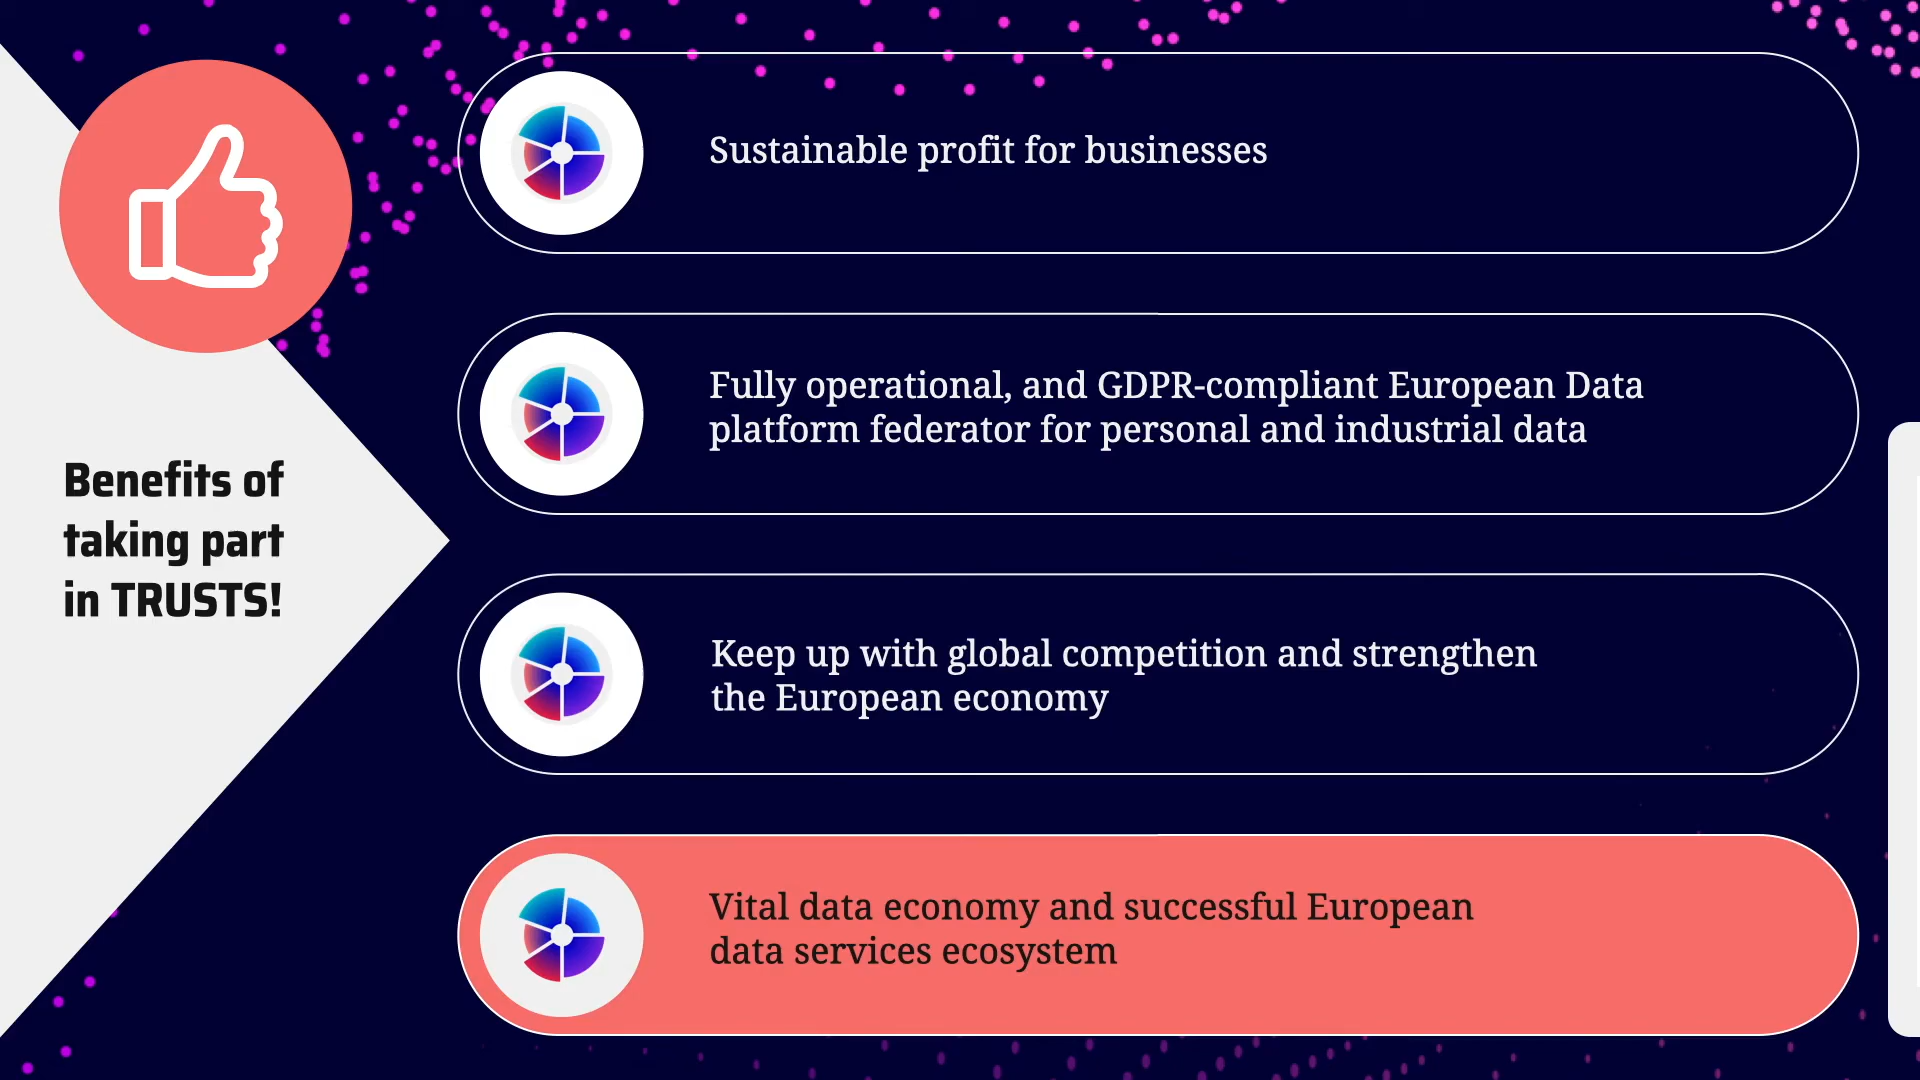 Benefits of
taking part
in TRUSTS!
Sustainable profit for businesses
Fully operational, and GDPR-compliant European Data
platform federator for personal and industrial data
Keep up with global competition and strengthen
the European economy
Vital data economy and successful European
data services ecosystem